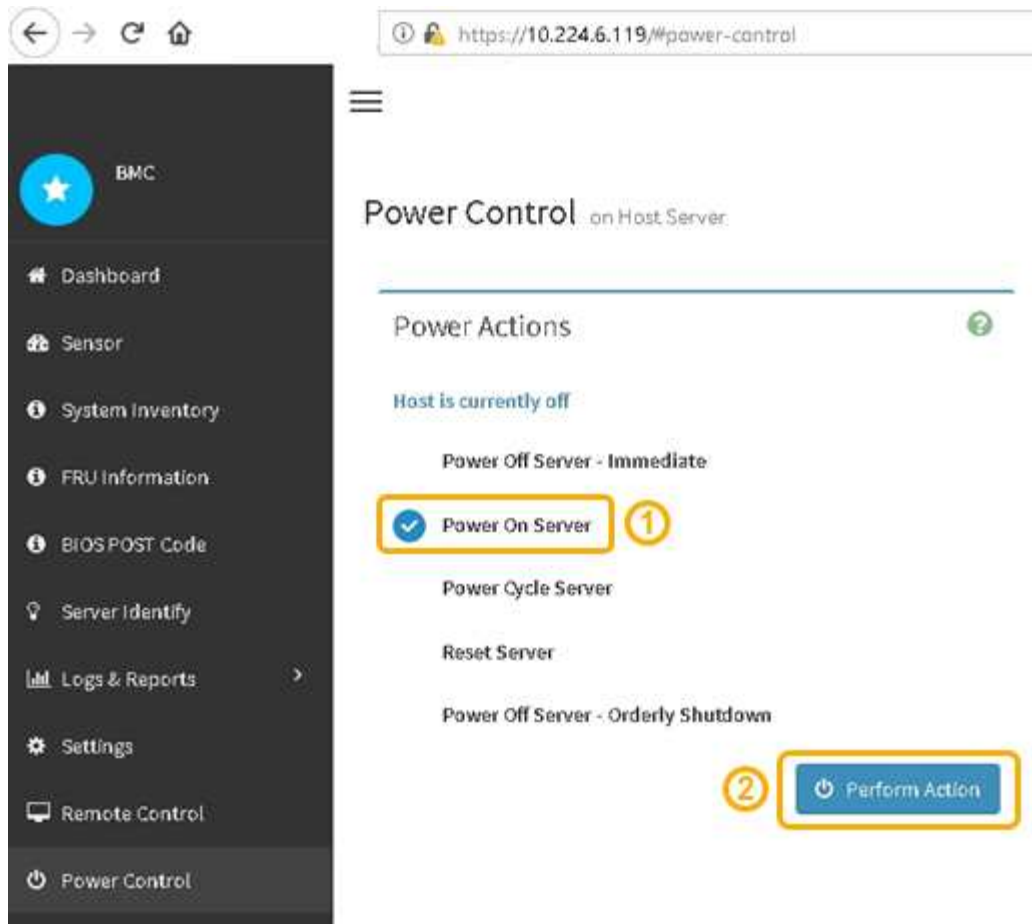 https://10.224.6.119/#power-control
BMC
Power Control on Host Server
Dashboard
Power Actions
Sensor
Host is currently off
System Inventory
Power Off Server - Immediate
FRU Information
Power On Server 1
BIOS POST Code
Power Cycle Server
Server Identify
Reset Server
Logs & Reports
Power Off Server - Orderly Shutdown
Settings
2 Perform Action
Remote Control
Power Control